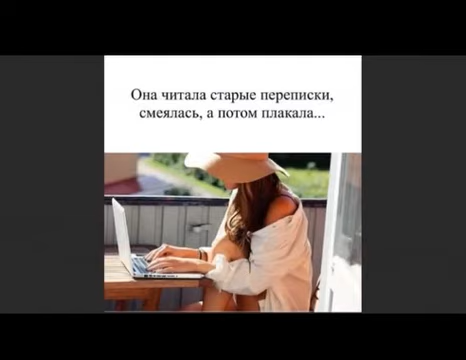 Она читала старые переписки,
смеялась, а потом плакала...